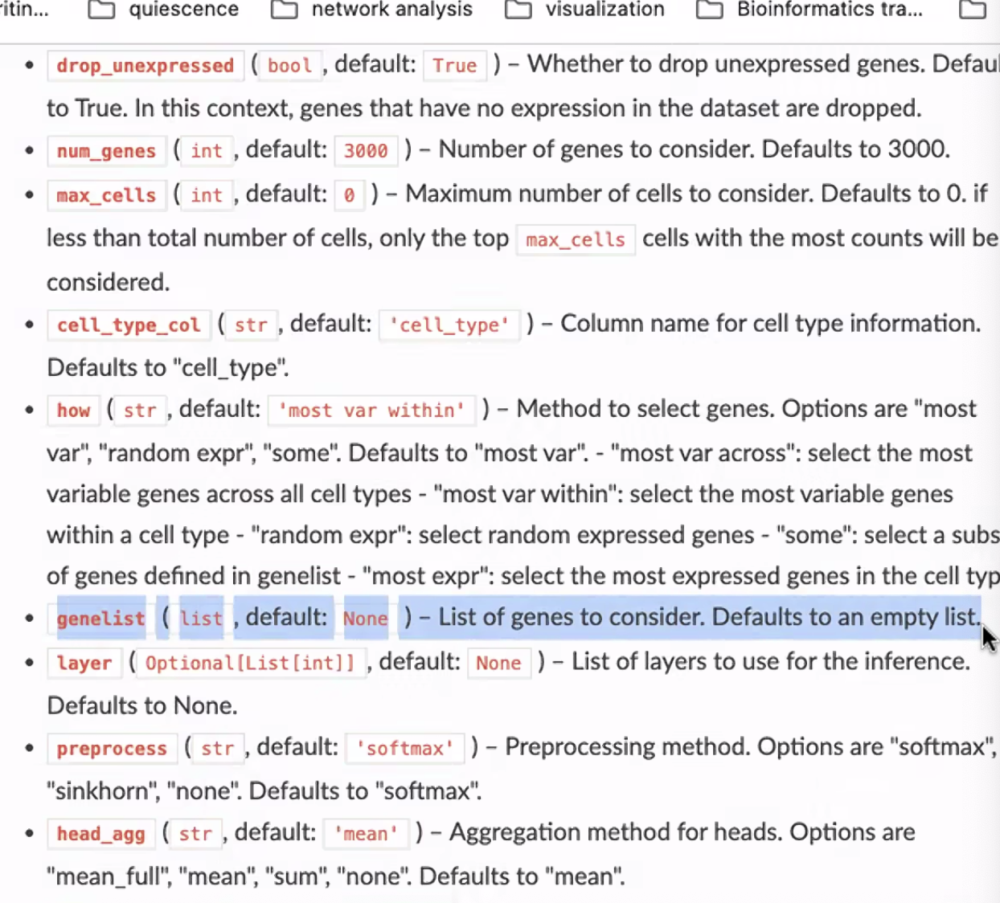 quiescence network analysis visualization Bioinformatics tra...
• drop_unexpressed ( bool , default: True ) – Whether to drop unexpressed genes.
to True. In this context, genes that have no expression in the dataset are dropped.
• num_genes ( int , default: 3000 ) – Number of genes to consider. Defaults to 3000.
• max_cells ( int , default: 0 ) – Maximum number of cells to consider. Defaults to 0. if
less than total number of cells, only the top max_cells cells with the most counts will be
considered.
• cell_type_col ( str , default: 'cell_type' ) – Column name for cell type information.
Defaults to "cell_type".
• how ( str , default: 'most var within' ) – Method to select genes. Options are "most
var", "random expr", "some". Defaults to "most var". - "most var across": select the most
variable genes across all cell types - "most var within": select the most variable genes
within a cell type - "random expr": select random expressed genes - "some": select a
of genes defined in genelist - "most expr": select the most expressed genes in the cell
• genelist ( list , default: None ) – List of genes to consider. Defaults to an empty list.
• layer ( Optional[List[int]] , default: None ) – List of layers to use for the inference.
Defaults to None.
• preprocess ( str , default: 'softmax' ) – Preprocessing method. Options are "softmax",
"sinkhorn", "none". Defaults to "softmax".
• head_agg ( str , default: 'mean' ) – Aggregation method for heads. Options are
"mean_full", "mean", "sum", "none". Defaults to "mean".